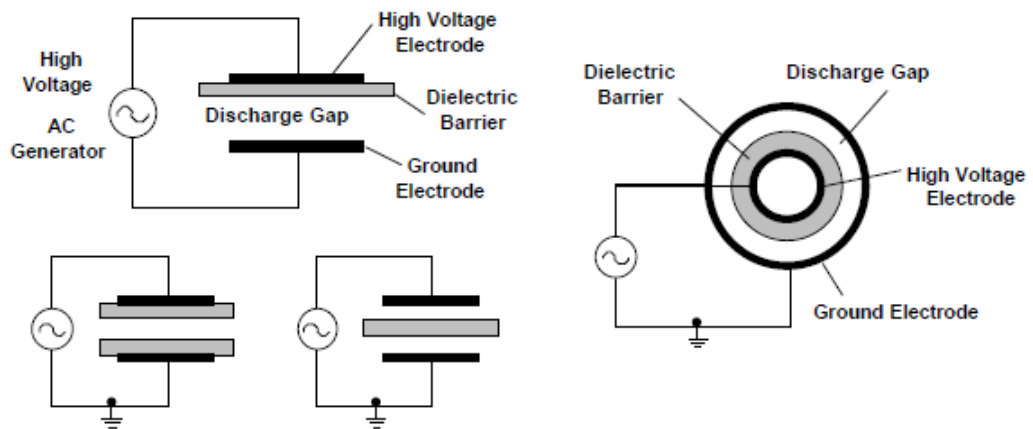 High Voltage
Electrode
High
Voltage
AC
Generator
Discharge Gap
Dielectric
Barrier
Ground
Electrode
Dielectric
Barrier
Discharge Gap
High Voltage
Electrode
Ground Electrode